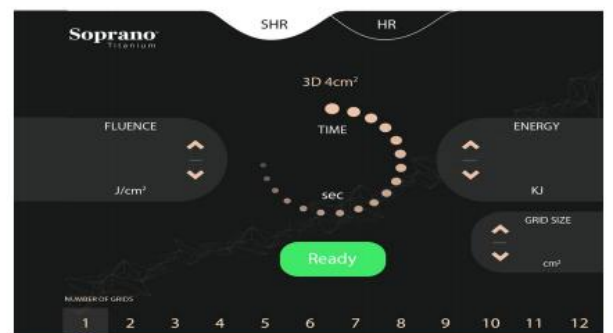 SHR HR
Soprano
Titanium
3D 4cm²
FLUENCE TIME ENERGY
J/cm² sec KJ
GRID SIZE
Ready cm²
NUMBER OF GRIDS
1 2 3 4 5 6 7 8 9 10 11 12